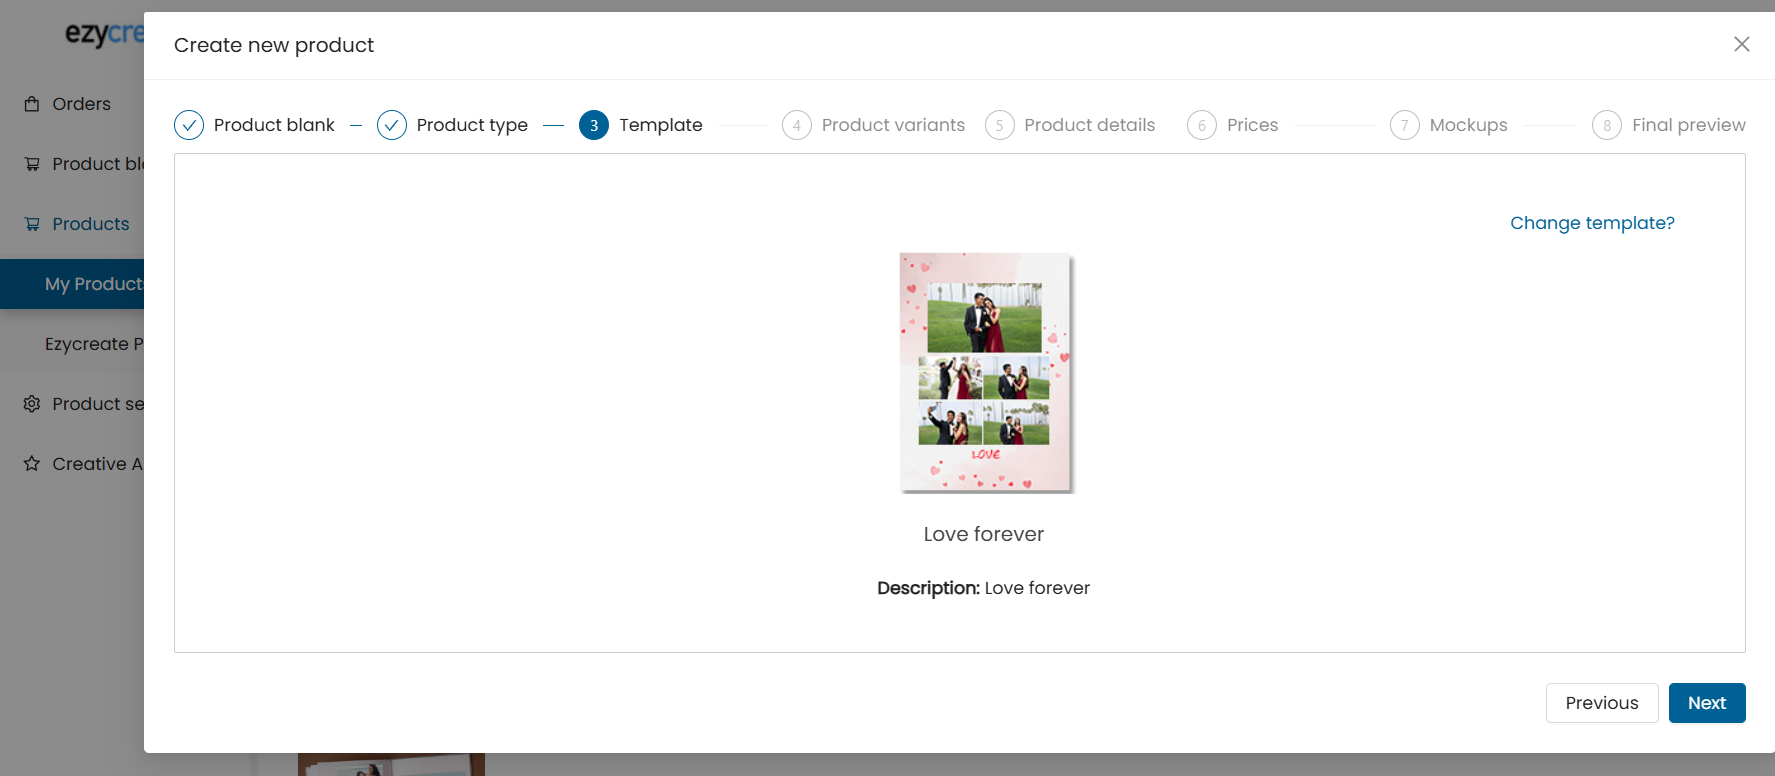 ezycre
Create new product
Orders
Product bl
Products
My Products
Ezycreate P
Product se
Creative A
Product blank
Product type
3 Template
4 Product variants
5 Product details
6 Prices
7 Mockups
8 Final preview
Change template?
LOVE
Love forever
Description: Love forever
Previous
Next